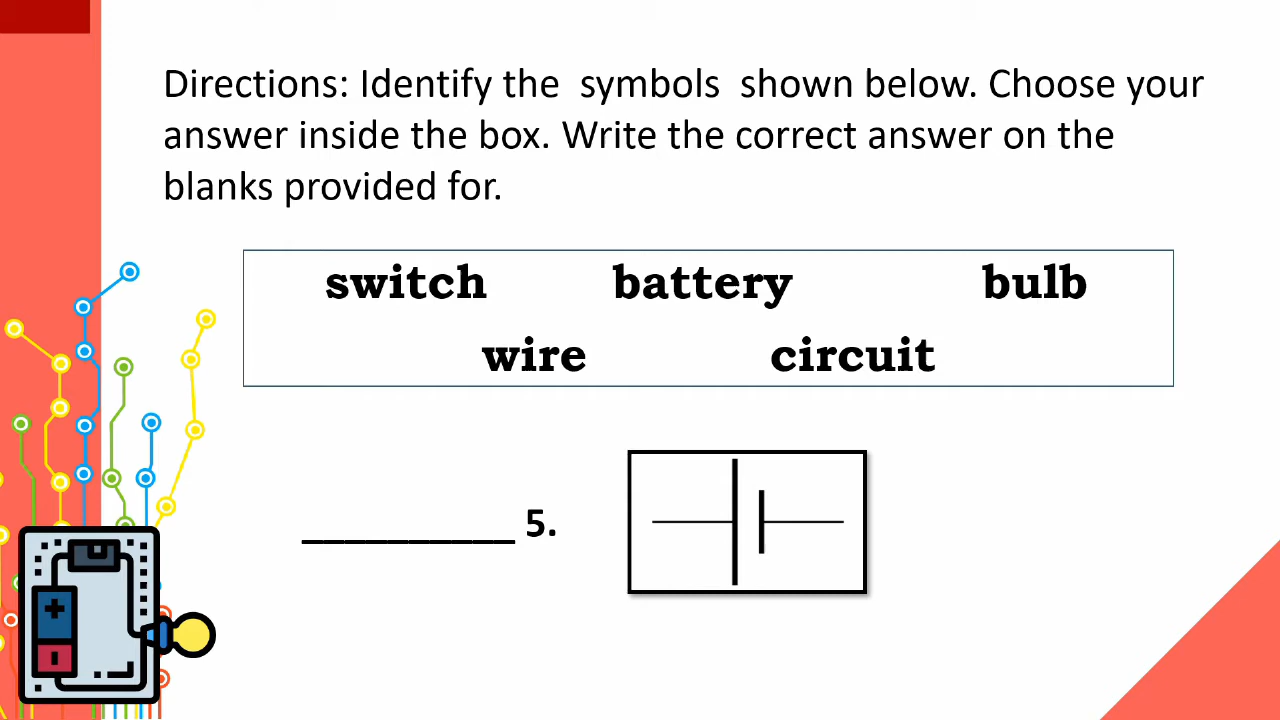 Directions: Identify the symbols shown below. Choose your
answer inside the box. Write the correct answer on the
blanks provided for.
switch battery bulb
wire circuit
__________ 5.